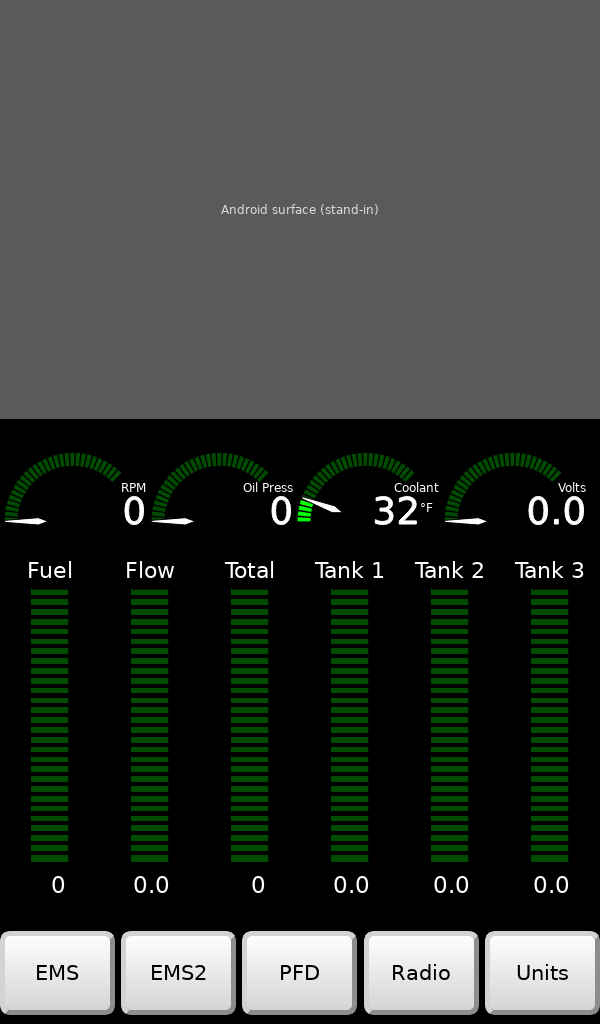 Android surface (stand-in)
RPM
0
Oil Press
0
Coolant
32°F
Volts
0.0
Fuel Flow Total Tank 1 Tank 2 Tank 3
0 0.0 0 0.0 0.0 0.0
EMS EMS2 PFD Radio Units